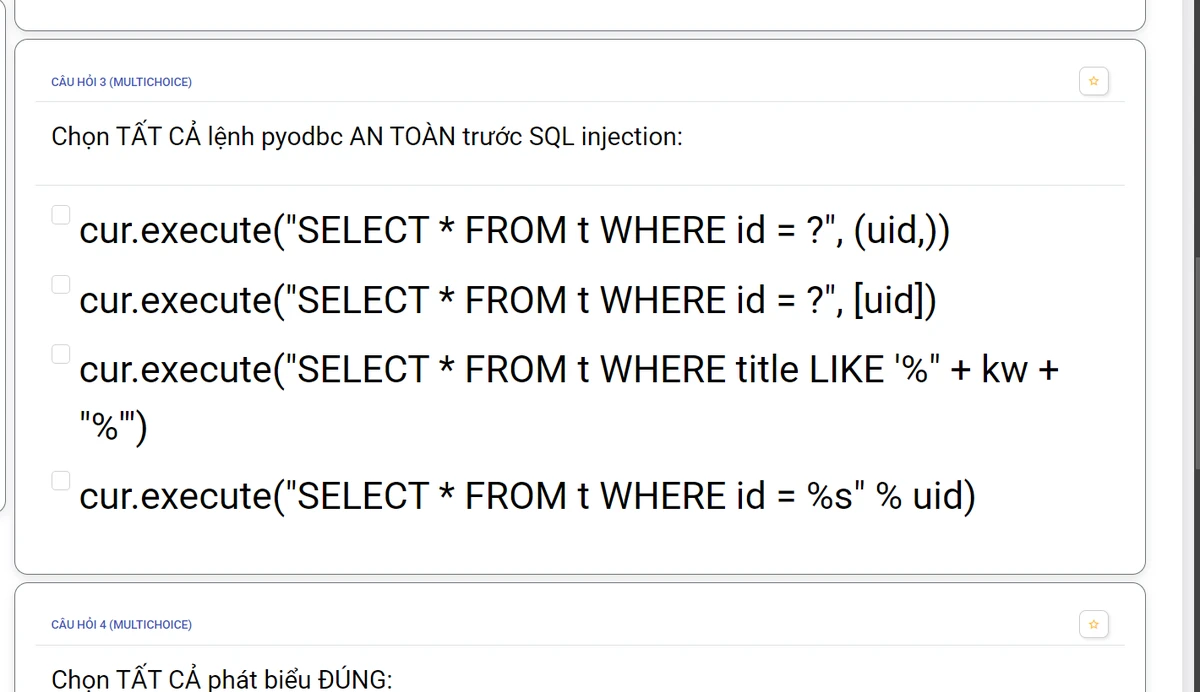 CÂU HỎI 3 (MULTICHOICE)
Chọn TẤT CẢ lệnh pyodbc AN TOÀN trước SQL injection:
cur.execute("SELECT * FROM t WHERE id = ?", (uid,))
cur.execute("SELECT * FROM t WHERE id = ?", [uid])
cur.execute("SELECT * FROM t WHERE title LIKE '%" + kw +
"%'")
cur.execute("SELECT * FROM t WHERE id = %s" % uid)
CÂU HỎI 4 (MULTICHOICE)
Chọn TẤT CẢ phát biểu ĐÚNG: